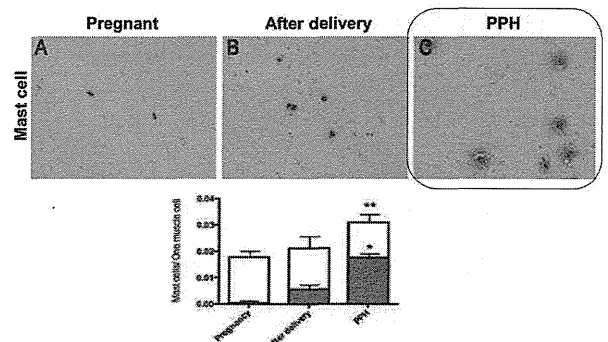 Pregnant After delivery PPH
A B C
Mast cell
Mast cells/ One muscle cell
0.04
0.03
0.02
0.01
0.00
**
*
Pregnancy After delivery PPH